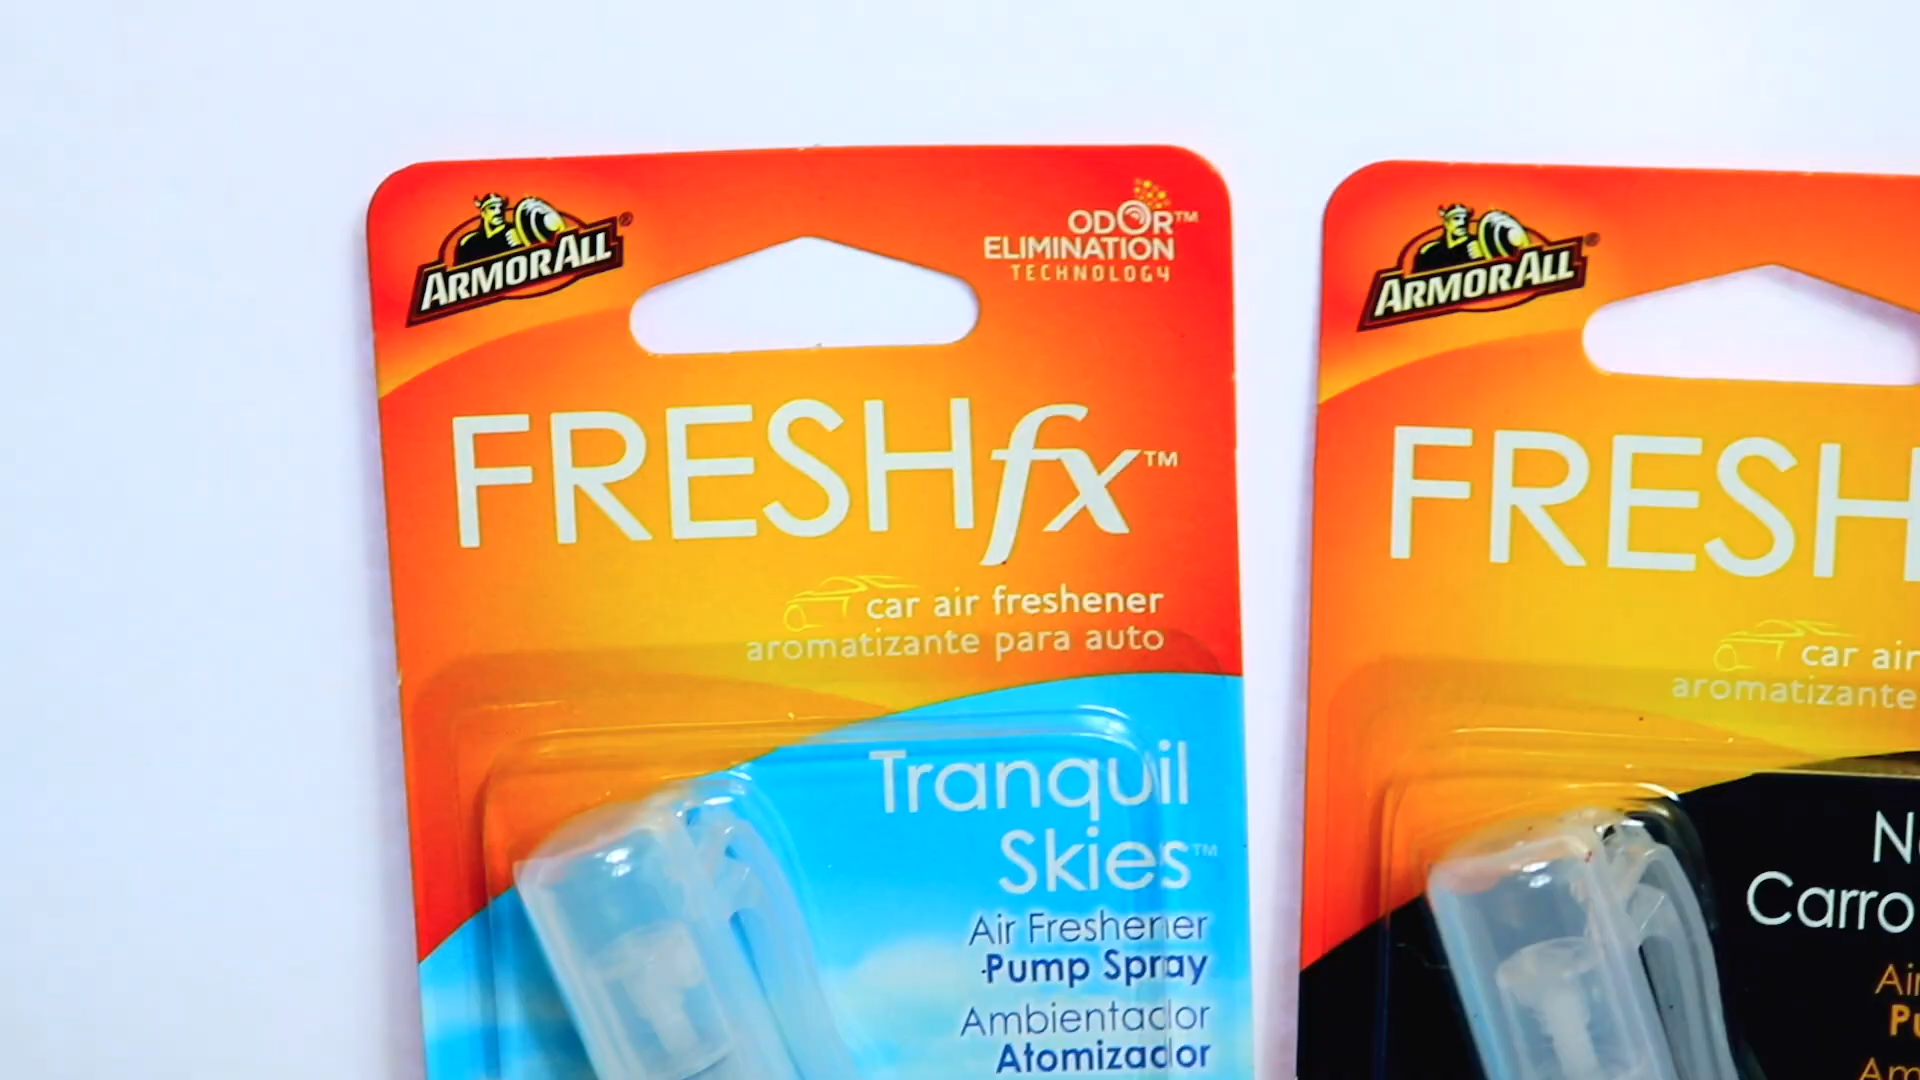 ARMORALL®
ODOR™
ELIMINATION
TECHNOLOGY
FRESHfx™
car air freshener
aromatizante para auto
Tranquil
Skies™
Air Freshener
Pump Spray
Ambientador
Atomizador
ARMORALL®
FRESH
car air
aromatizante
Carro